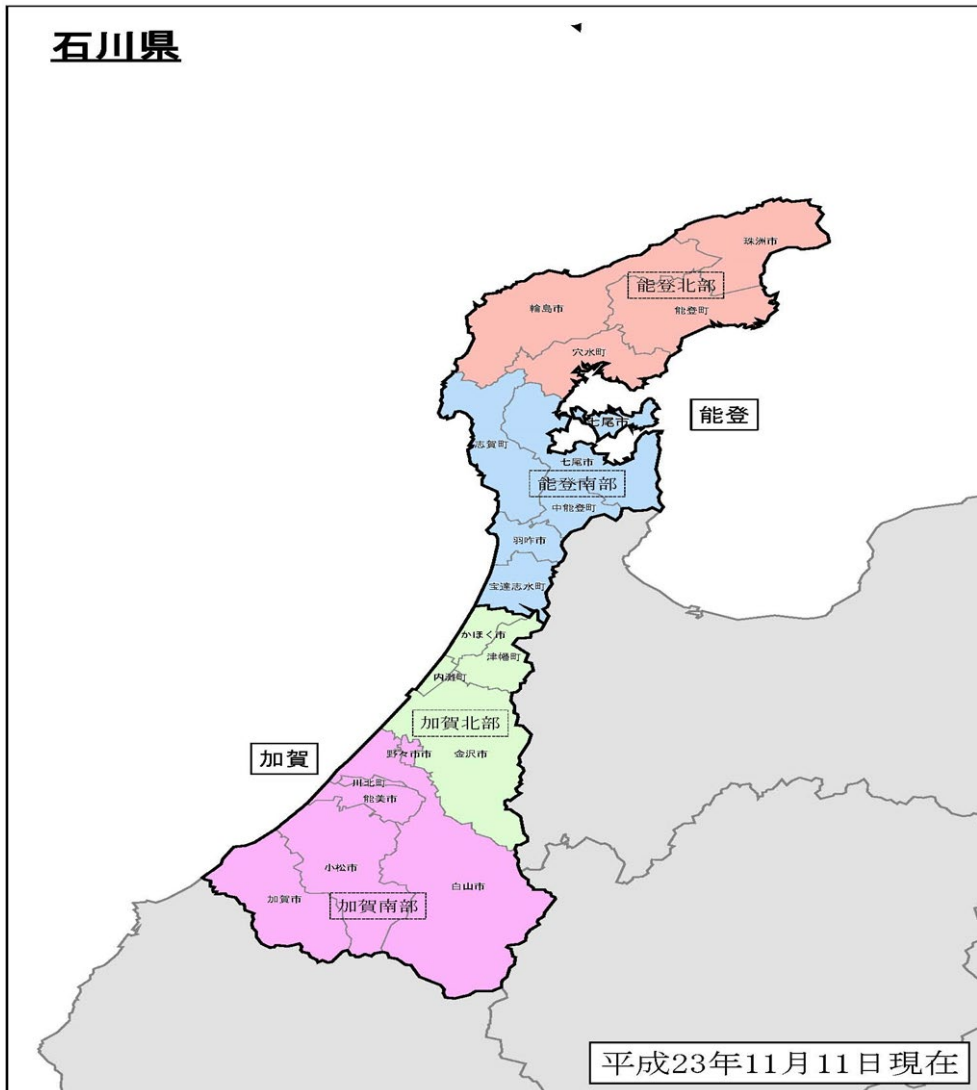 石川県
珠洲市
能登北部
輪島市
能登町
穴水町
能登
七尾市
志賀町
七尾市
能登南部
中能登町
羽咋市
宝達志水町
かほく市
津幡町
内灘町
加賀北部
加賀
野々市市
金沢市
川北町
能美市
小松市
白山市
加賀市
加賀南部
平成23年11月11日現在